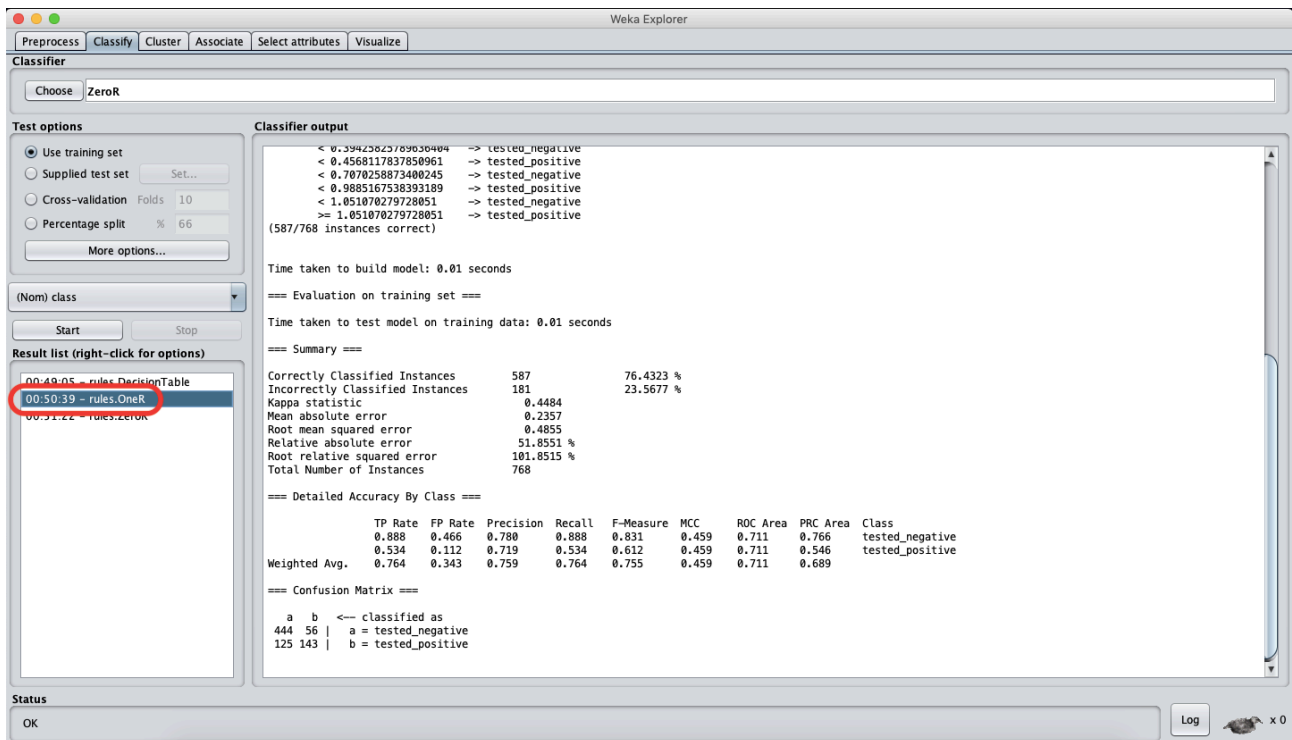 Weka Explorer
Preprocess Classify Cluster Associate Select attributes Visualize
Classifier
Choose ZeroR
Test options
Use training set
Supplied test set Set...
Cross-validation Folds 10
Percentage split % 66
More options...
(Nom) class
Start Stop
Result list (right-click for options)
00:49:05 - rules.DecisionTable
00:50:39 - rules.OneR
00:51:22 - rules.ZeroR
Classifier output
< 0.39425825789636404 -> tested_negative
< 0.4568117837850961 -> tested_positive
< 0.7070258873400245 -> tested_negative
< 0.9885167538393189 -> tested_positive
< 1.051070279728051 -> tested_negative
>= 1.051070279728051 -> tested_positive
(587/768 instances correct)
Time taken to build model: 0.01 seconds
=== Evaluation on training set ===
Time taken to test model on training data: 0.01 seconds
=== Summary ===
Correctly Classified Instances 587 76.4323 %
Incorrectly Classified Instances 181 23.5677 %
Kappa statistic 0.4484
Mean absolute error 0.2357
Root mean squared error 0.4855
Relative absolute error 51.8551 %
Root relative squared error 101.8515 %
Total Number of Instances 768
=== Detailed Accuracy By Class ===
TP Rate FP Rate Precision Recall F-Measure MCC ROC Area PRC Area Class
0.888 0.466 0.780 0.888 0.831 0.459 0.711 0.766 tested_negative
0.534 0.112 0.719 0.534 0.612 0.459 0.711 0.546 tested_positive
Weighted Avg. 0.764 0.343 0.759 0.764 0.755 0.459 0.711 0.689
=== Confusion Matrix ===
a b <-- classified as
444 56 | a = tested_negative
125 143 | b = tested_positive
Status
OK
Log
x 0